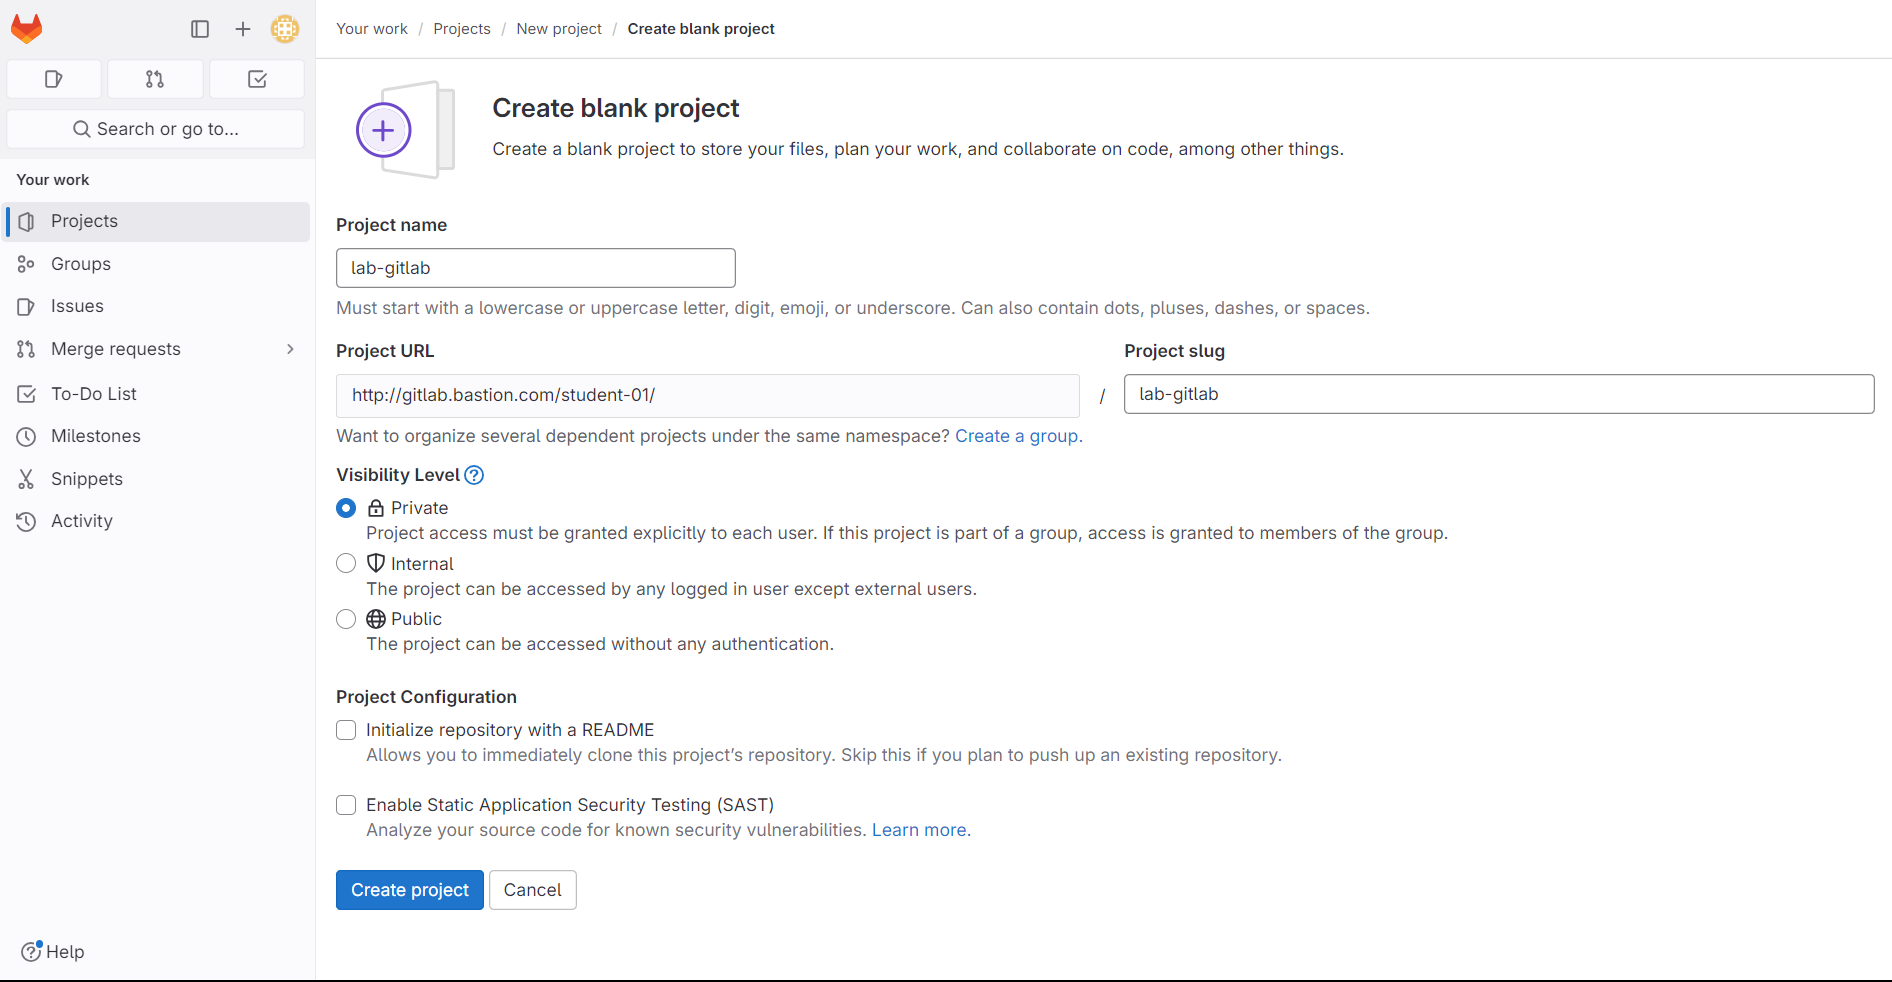 Your work / Projects / New project / Create blank project
Search or go to...
Your work
Projects
Groups
Issues
Merge requests
To-Do List
Milestones
Snippets
Activity
Help
Create blank project
Create a blank project to store your files, plan your work, and collaborate on code, among other things.
Project name
lab-gitlab
Must start with a lowercase or uppercase letter, digit, emoji, or underscore. Can also contain dots, pluses, dashes, or spaces.
Project URL
http://gitlab.bastion.com/student-01/
/
Project slug
lab-gitlab
Want to organize several dependent projects under the same namespace? Create a group.
Visibility Level
Private
Project access must be granted explicitly to each user. If this project is part of a group, access is granted to members of the group.
Internal
The project can be accessed by any logged in user except external users.
Public
The project can be accessed without any authentication.
Project Configuration
Initialize repository with a README
Allows you to immediately clone this project’s repository. Skip this if you plan to push up an existing repository.
Enable Static Application Security Testing (SAST)
Analyze your source code for known security vulnerabilities. Learn more.
Create project
Cancel